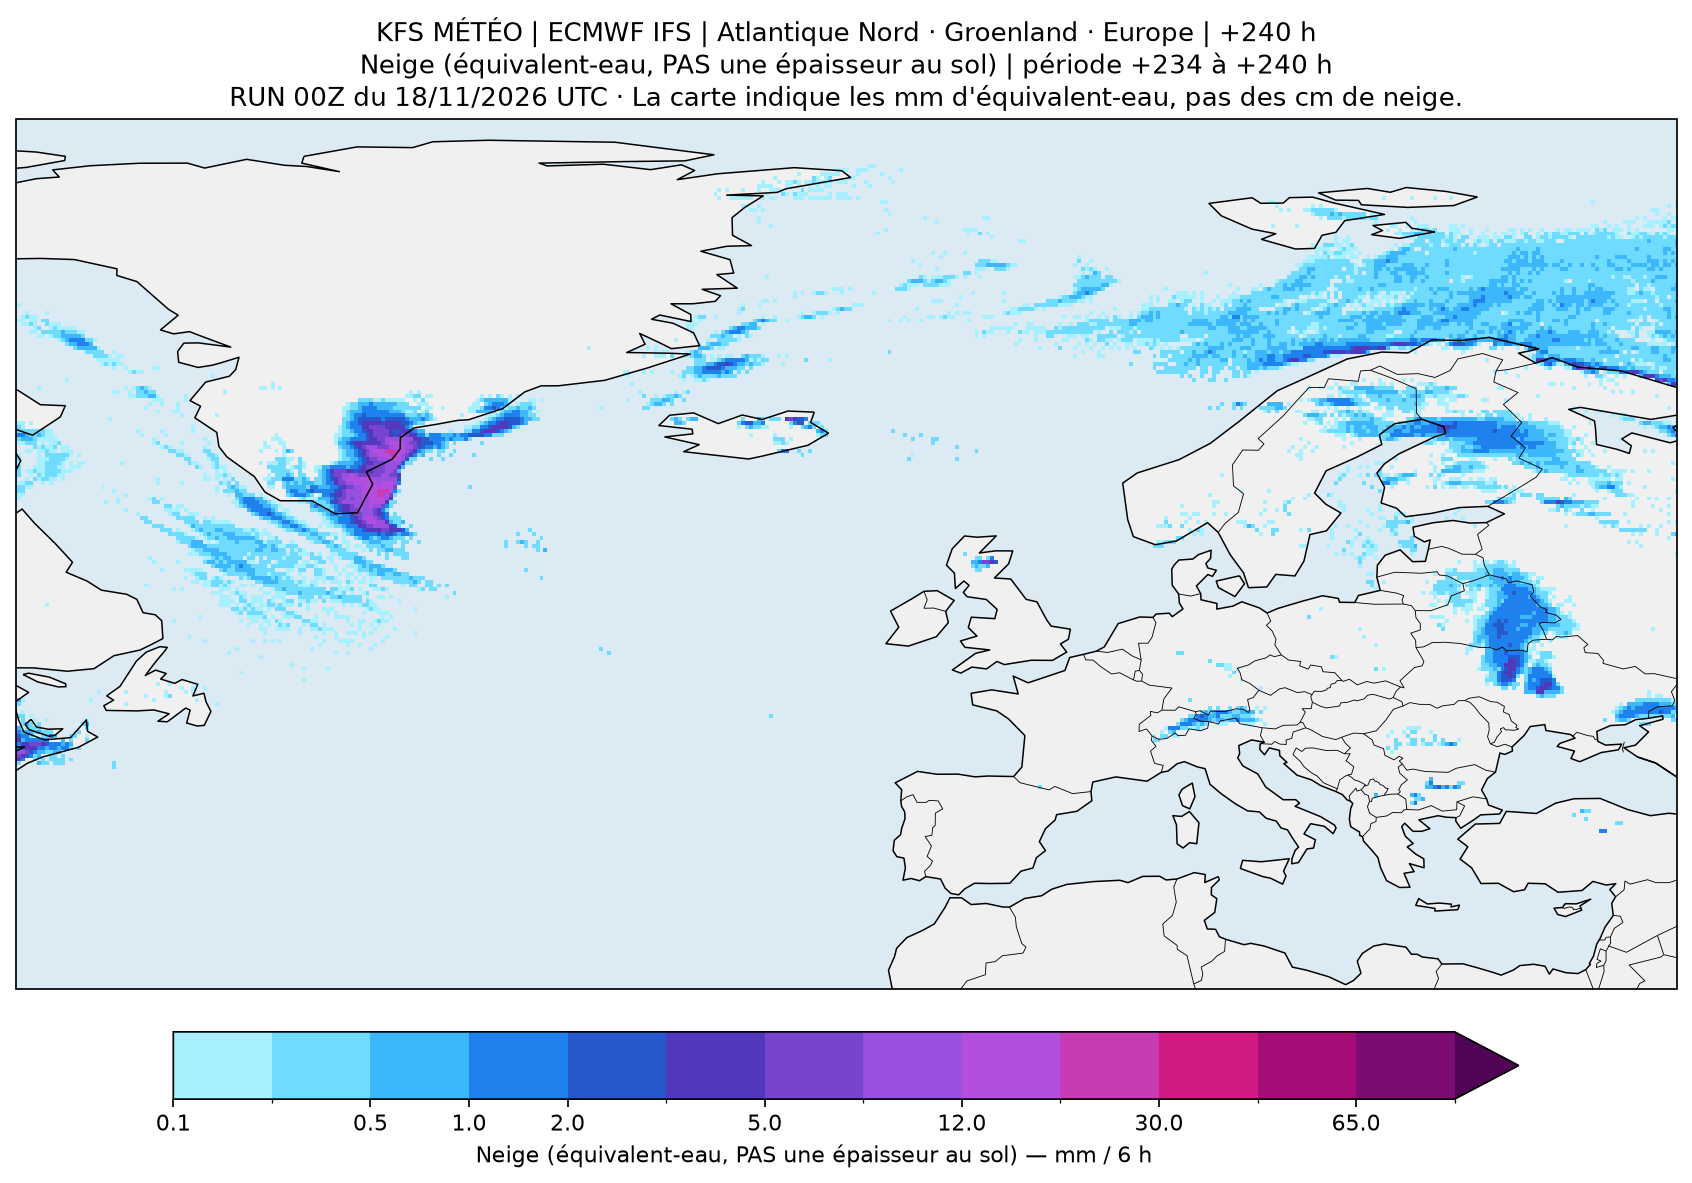 KFS MÉTÉO | ECMWF IFS | Atlantique Nord · Groenland · Europe | +240 h
Neige (équivalent-eau, PAS une épaisseur au sol) | période +234 à +240 h
RUN 00Z du 18/11/2026 UTC · La carte indique les mm d'équivalent-eau, pas des cm de neige.
0.1 0.5 1.0 2.0 5.0 12.0 30.0 65.0
Neige (équivalent-eau, PAS une épaisseur au sol) — mm / 6 h